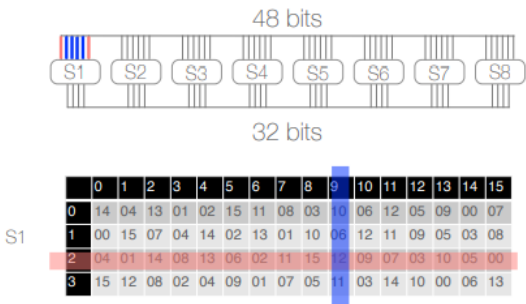 48 bits
S1 S2 S3 S4 S5 S6 S7 S8
32 bits
0 1 2 3 4 5 6 7 8 9 10 11 12 13 14 15
0 14 04 13 01 02 15 11 08 03 10 06 12 05 09 00 07
S1
1 00 15 07 04 14 02 13 01 10 06 12 11 09 05 03 08
2 04 01 14 08 13 06 02 11 15 12 09 07 03 10 05 00
3 15 12 08 02 04 09 01 07 05 11 03 14 10 00 06 13